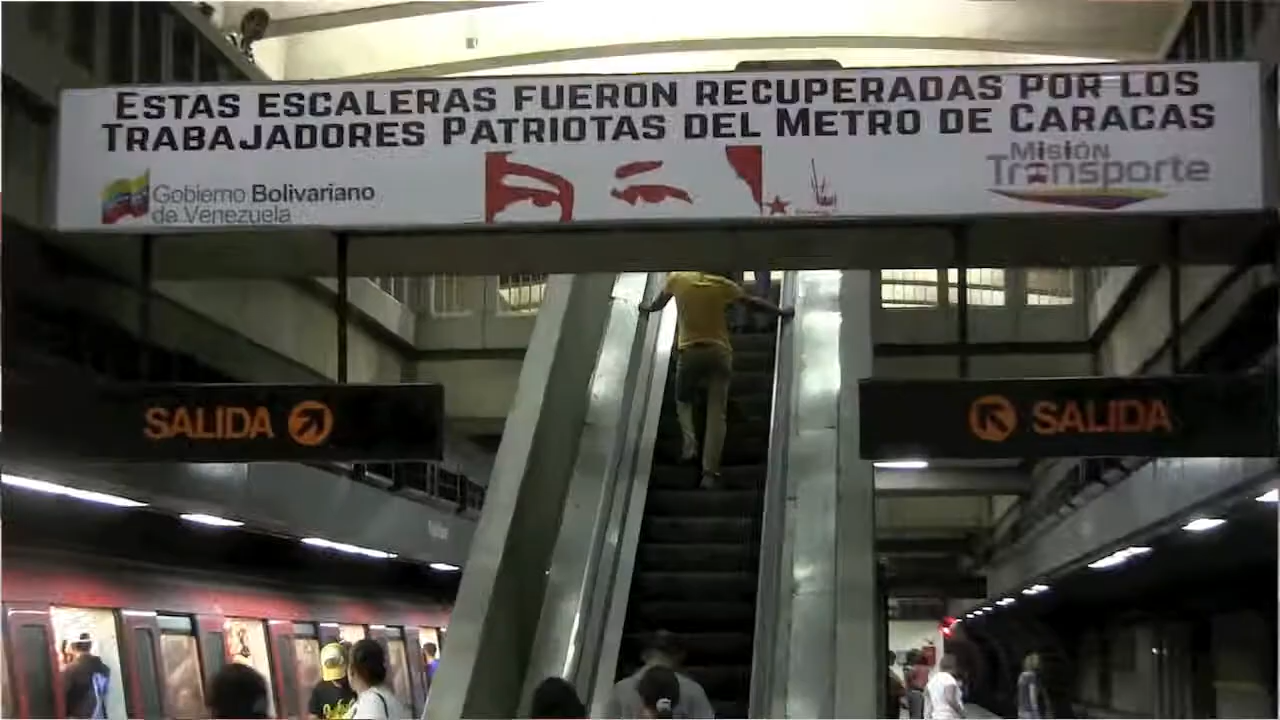 ESTAS ESCALERAS FUERON RECUPERADAS POR LOS
TRABAJADORES PATRIOTAS DEL METRO DE CARACAS
Gobierno Bolivariano
de Venezuela
Misión
Transporte
SALIDA
SALIDA